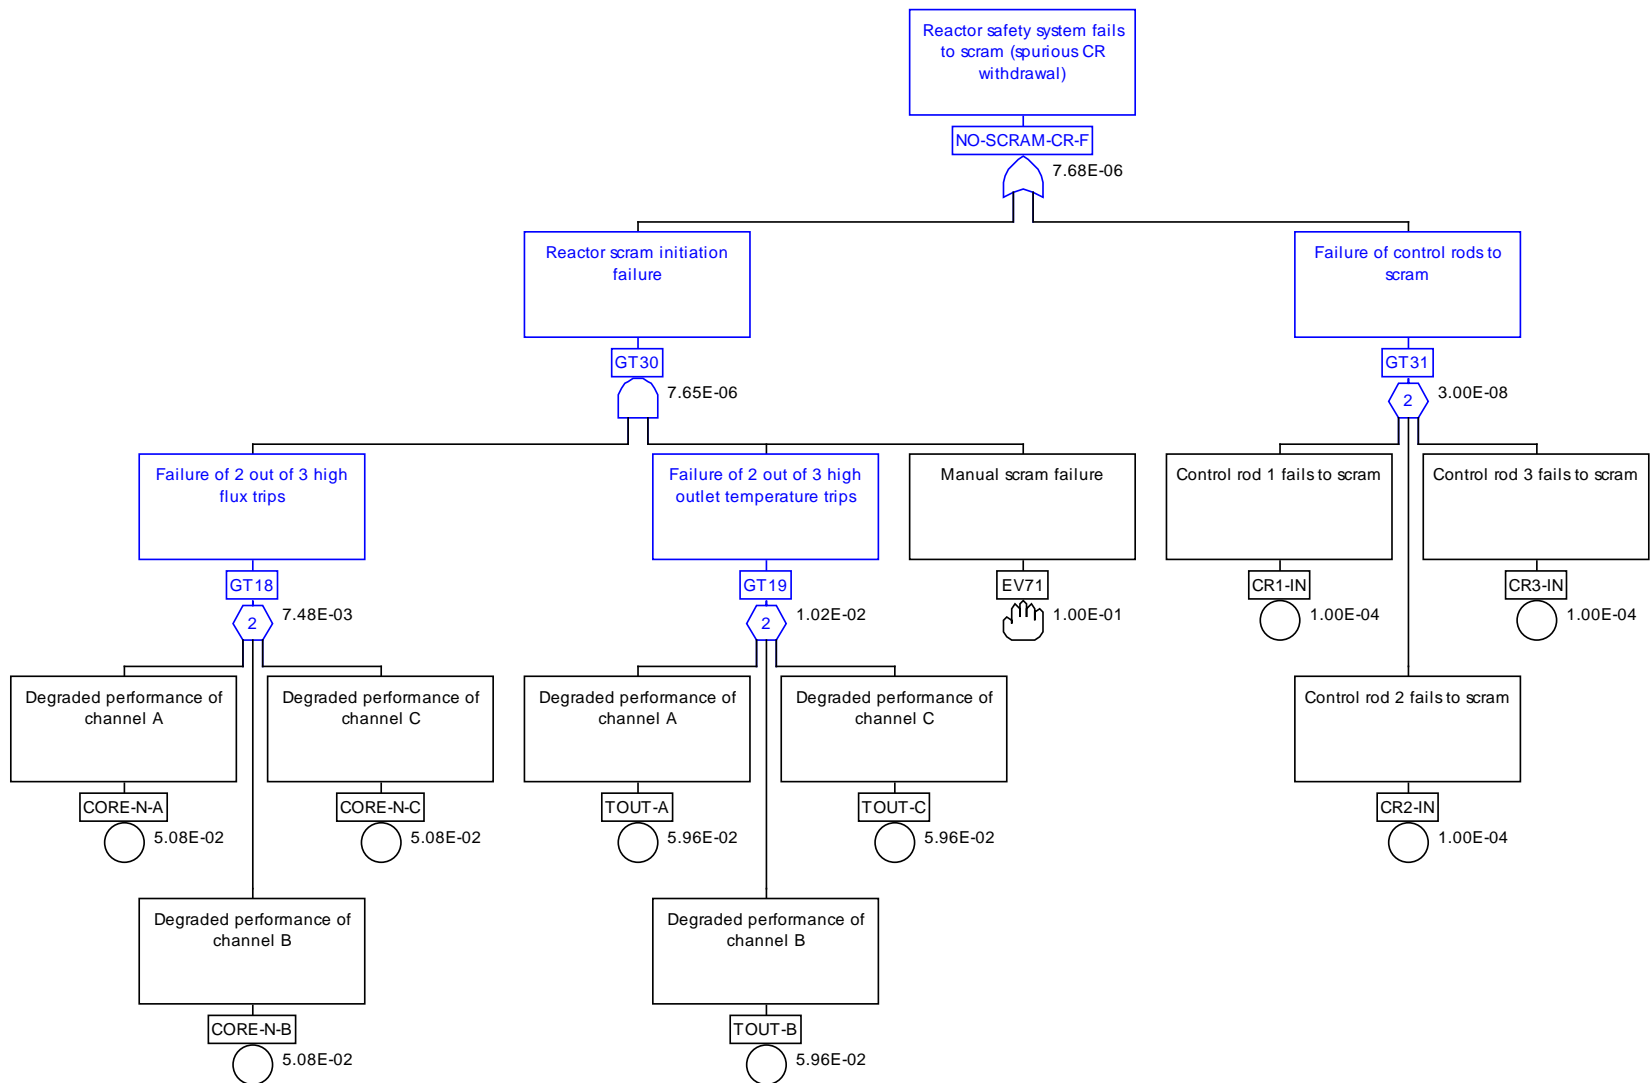 Reactor safety system fails
to scram (spurious CR
withdrawal)
NO-SCRAM-CR-F
7.68E-06
Reactor scram initiation
failure
GT30
7.65E-06
Failure of control rods to
scram
GT31
2
3.00E-08
Failure of 2 out of 3 high
flux trips
GT18
2
7.48E-03
Failure of 2 out of 3 high
outlet temperature trips
GT19
2
1.02E-02
Manual scram failure
EV71
1.00E-01
Control rod 1 fails to scram
CR1-IN
1.00E-04
Control rod 3 fails to scram
CR3-IN
1.00E-04
Degraded performance of
channel A
CORE-N-A
5.08E-02
Degraded performance of
channel C
CORE-N-C
5.08E-02
Degraded performance of
channel A
TOUT-A
5.96E-02
Degraded performance of
channel C
TOUT-C
5.96E-02
Control rod 2 fails to scram
CR2-IN
1.00E-04
Degraded performance of
channel B
CORE-N-B
5.08E-02
Degraded performance of
channel B
TOUT-B
5.96E-02